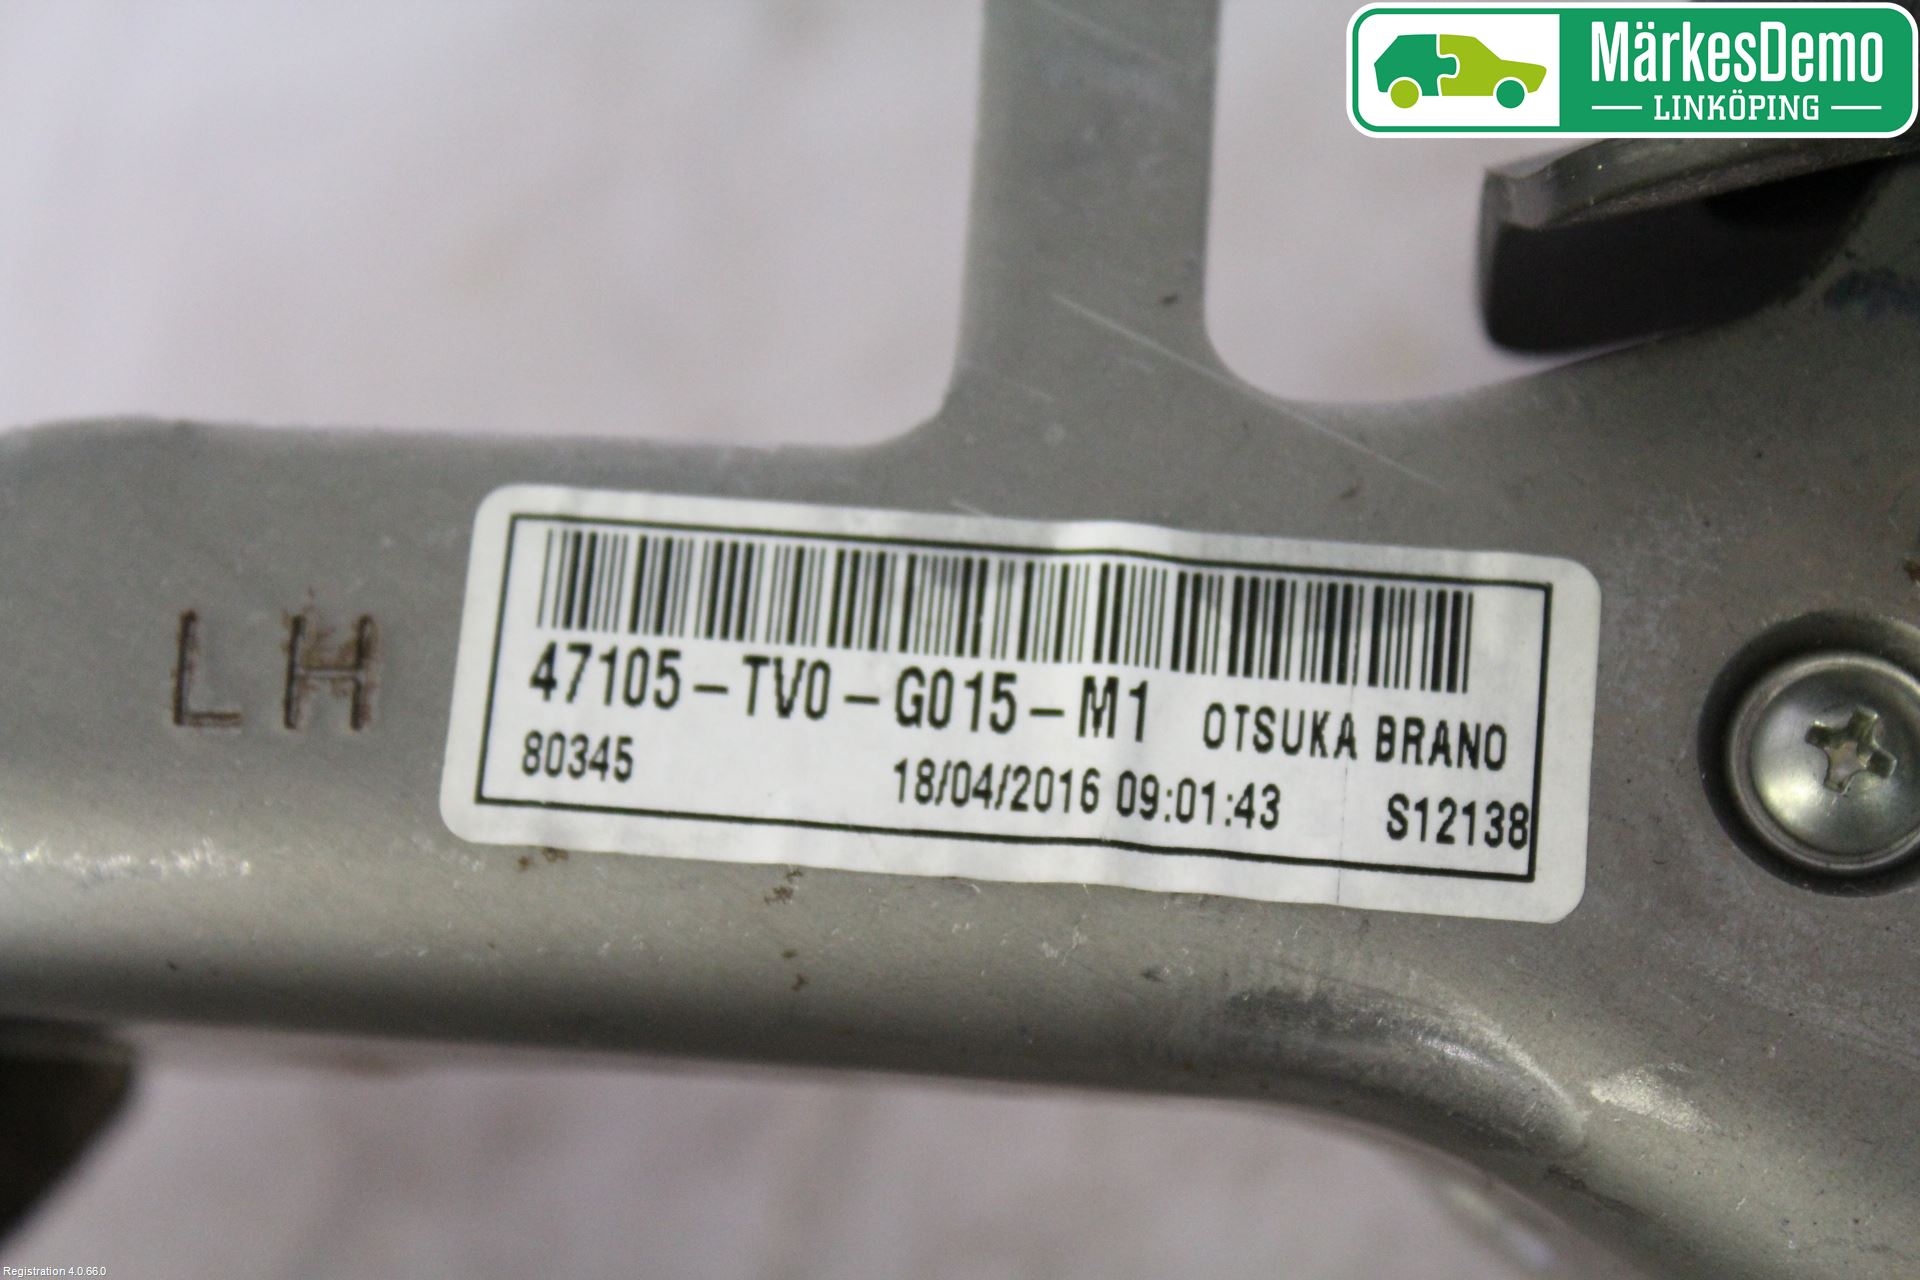 MärkesDemo
LINKÖPING
LH
47105-TV0-G015-M1 OTSUKA BRANO
80345 18/04/2016 09:01:43 S12138
Registration 4.0.66.0